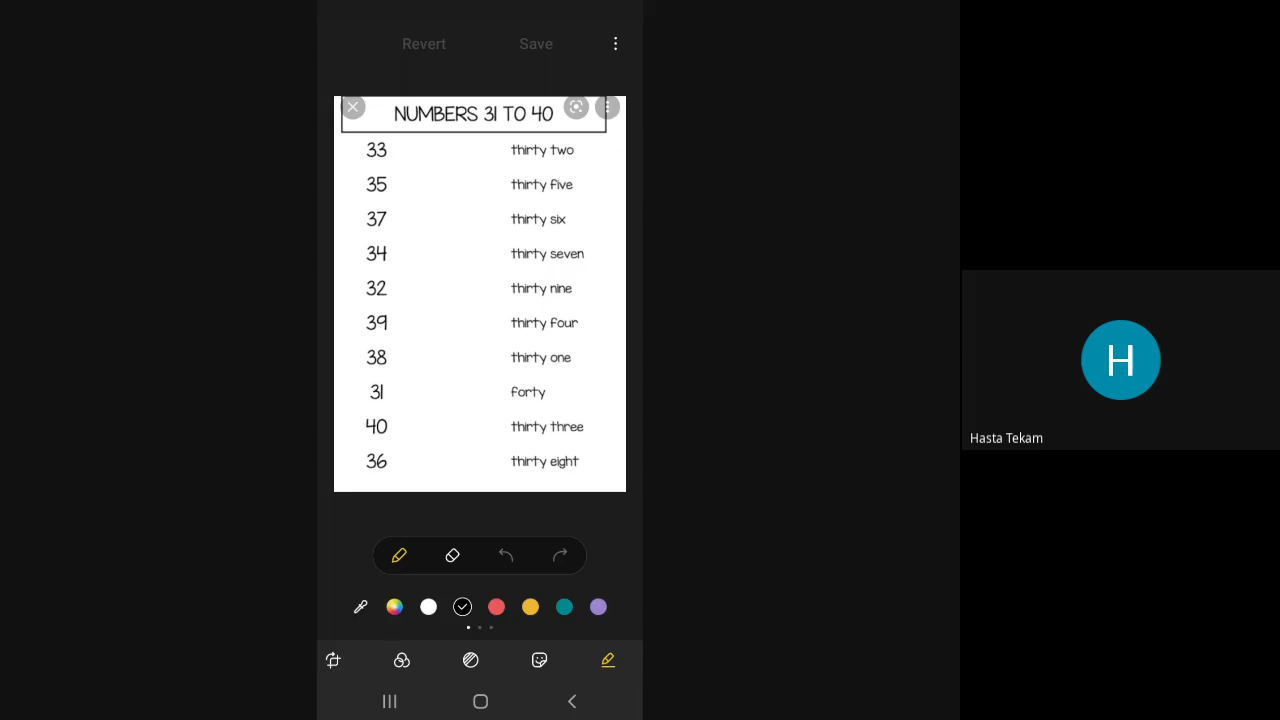 Revert Save
NUMBERS 31 TO 40
33 thirty two
35 thirty five
37 thirty six
34 thirty seven
32 thirty nine
39 thirty four
38 thirty one
31 forty
40 thirty three
36 thirty eight
H
Hasta Tekam